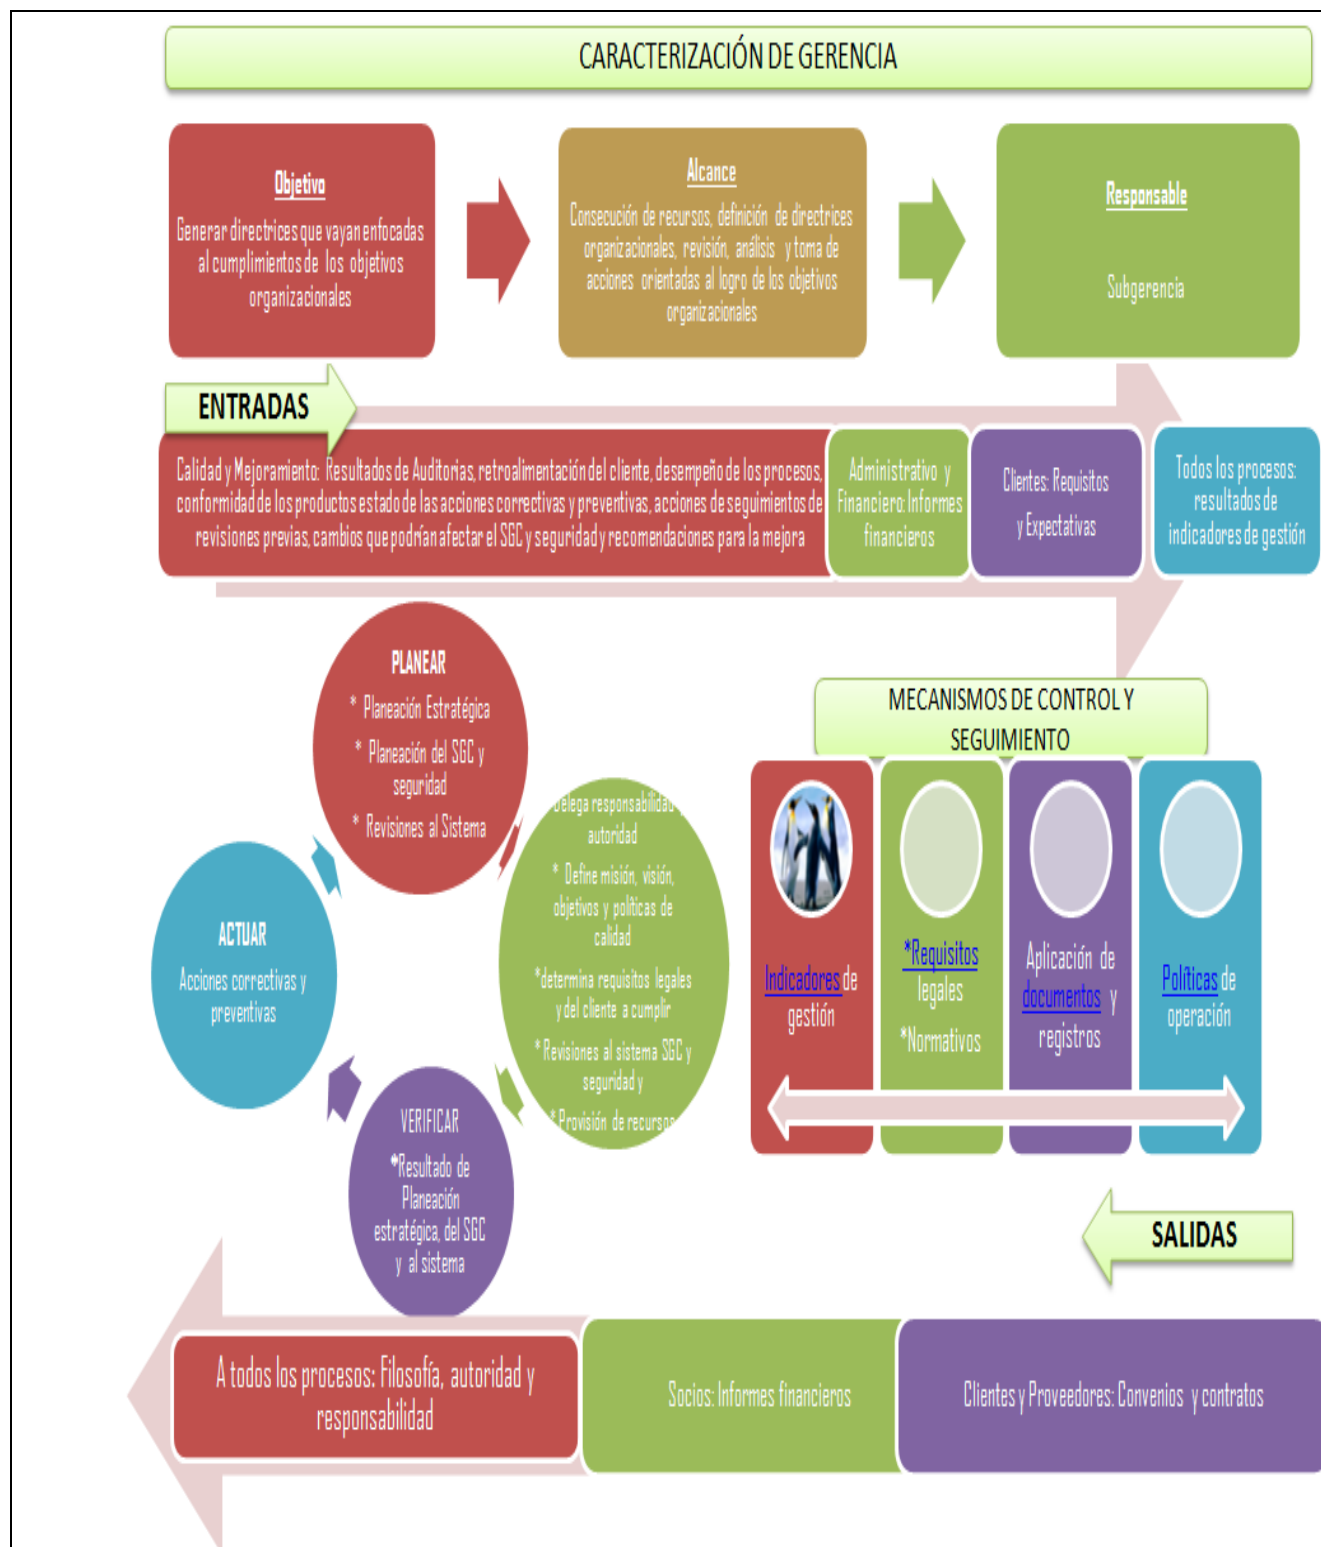 CARACTERIZACIÓN DE GERENCIA
Objetivo
Generar directrices que vayan enfocadas
al cumplimientos de los objetivos
organizacionales
Alcance
Consecución de recursos, definición de directrices
organizacionales, revisión, análisis y toma de
acciones orientadas al logro de los objetivos
organizacionales
Responsable
Subgerencia
ENTRADAS
Calidad y Mejoramiento: Resultados de Auditorias, retroalimentación del cliente, desempeño de los procesos,
conformidad de los productos estado de las acciones correctivas y preventivas, acciones de seguimientos de
revisiones previas, cambios que podrían afectar el SGC y seguridad y recomendaciones para la mejora
Administrativo y
Financiero: Informes
financieros
Clientes: Requisitos
y Expectativas
Todos los procesos:
resultados de
indicadores de gestión
PLANEAR
* Planeación Estratégica
* Planeación del SGC y
seguridad
* Revisiones al Sistema
Delega responsabilidad y
autoridad
* Define misión, visión,
objetivos y políticas de
calidad
*determina requisitos legales
y del cliente a cumplir
* Revisiones al sistema SGC y
seguridad y
* Provisión de recursos
VERIFICAR
*Resultado de
Planeación
estratégica, del SGC
y al sistema
ACTUAR
Acciones correctivas y
preventivas
MECANISMOS DE CONTROL Y
SEGUIMIENTO
Indicadores de
gestión
*Requisitos
legales
*Normativos
Aplicación de
documentos y
registros
Políticas de
operación
SALIDAS
A todos los procesos: Filosofía, autoridad y
responsabilidad
Socios: Informes financieros
Clientes y Proveedores: Convenios y contratos